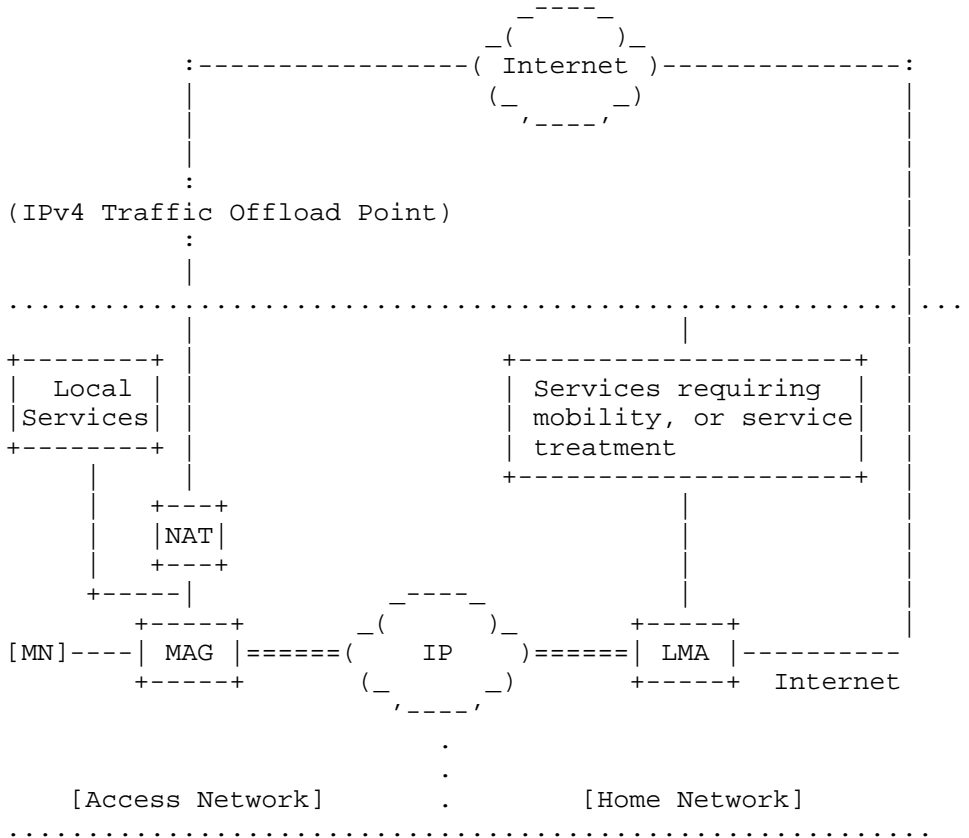 Internet
(IPv4 Traffic Offload Point)
Local Services
Services requiring mobility, or service treatment
NAT
[MN] MAG IP LMA
Internet
[Access Network] [Home Network]